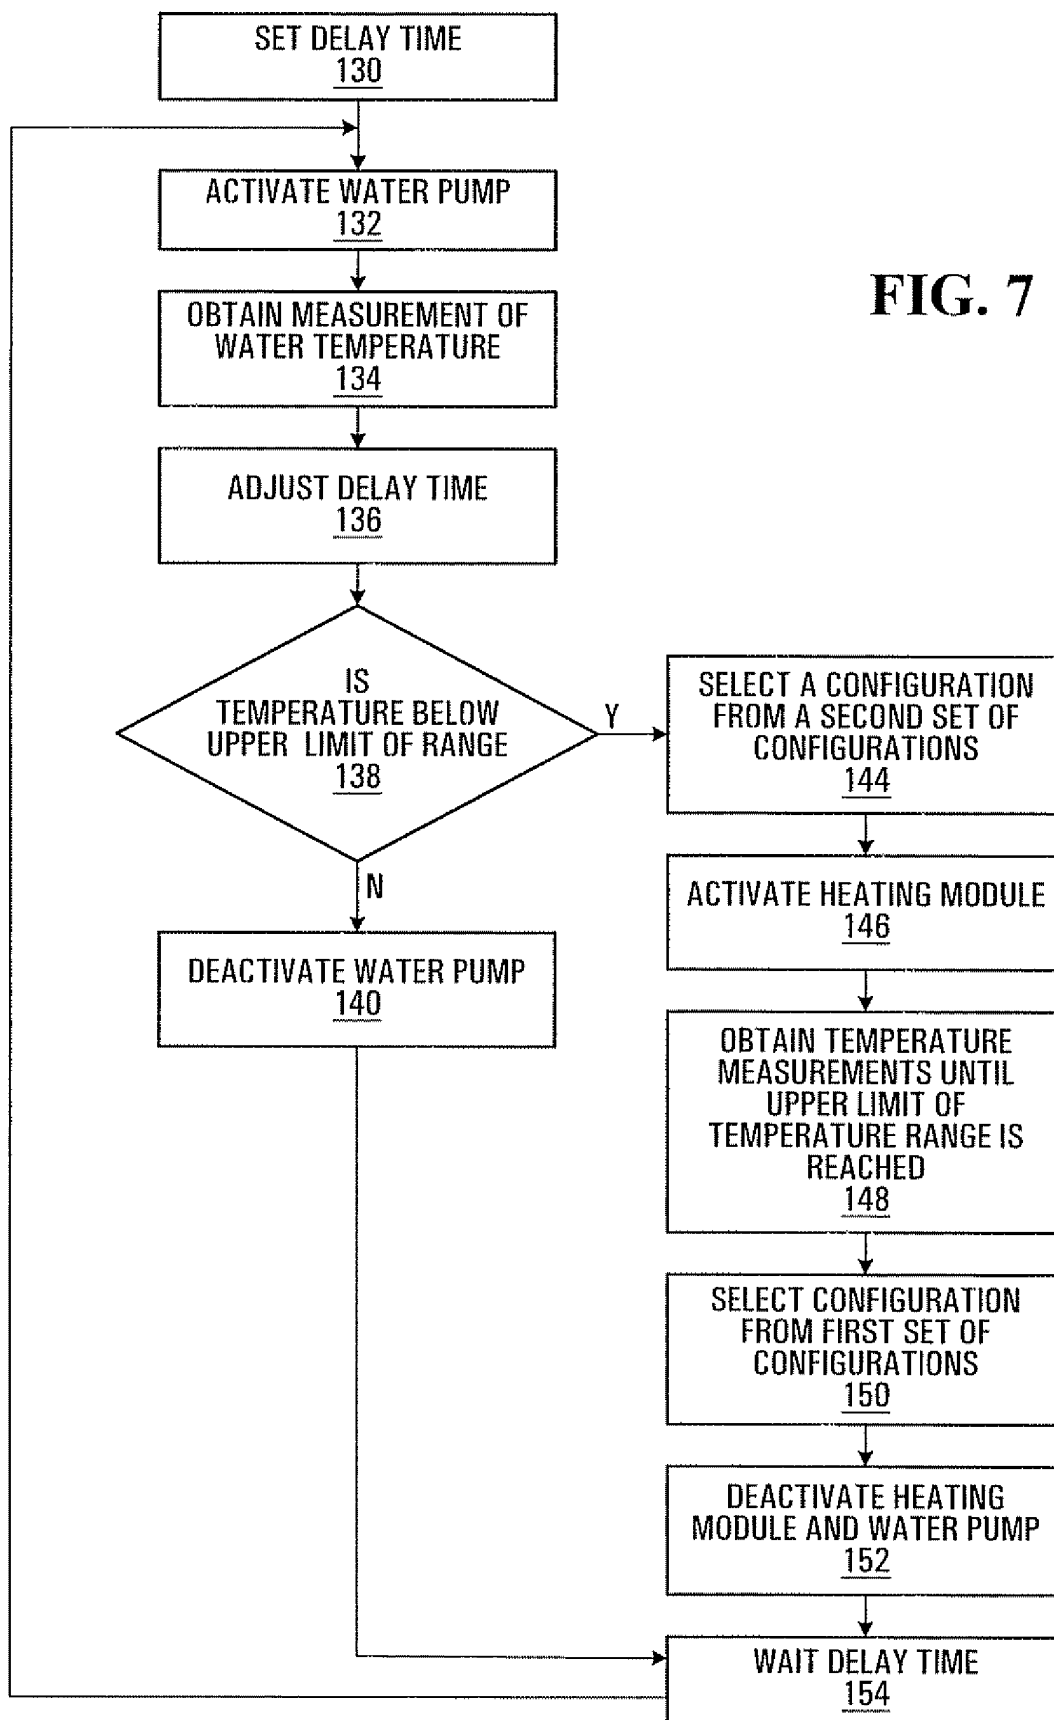 SET DELAY TIME
130
ACTIVATE WATER PUMP
132
OBTAIN MEASUREMENT OF
WATER TEMPERATURE
134
FIG. 7
ADJUST DELAY TIME
136
IS
TEMPERATURE BELOW
UPPER LIMIT OF RANGE
138
Y
N
DEACTIVATE WATER PUMP
140
SELECT A CONFIGURATION
FROM A SECOND SET OF
CONFIGURATIONS
144
ACTIVATE HEATING MODULE
146
OBTAIN TEMPERATURE
MEASUREMENTS UNTIL
UPPER LIMIT OF
TEMPERATURE RANGE IS
REACHED
148
SELECT CONFIGURATION
FROM FIRST SET OF
CONFIGURATIONS
150
DEACTIVATE HEATING
MODULE AND WATER PUMP
152
WAIT DELAY TIME
154